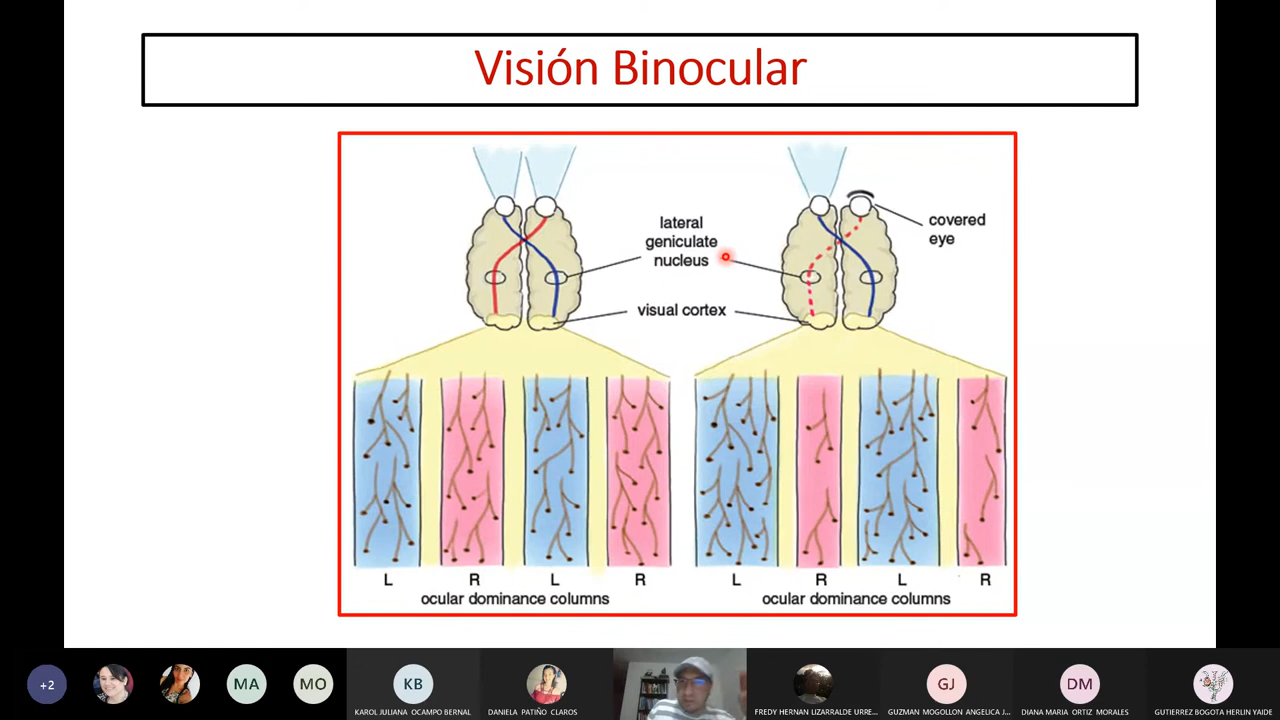 Visión Binocular
lateral
geniculate
nucleus
covered
eye
visual cortex
L R L R
ocular dominance columns
L R L R
ocular dominance columns
+2
MA
MO
KB
KAROL JULIANA OCAMPO BERNAL
DANIELA PATIÑO CLAROS
FREDY HERNAN LIZARRALDE URRE...
GJ
GUZMAN MOGOLLON ANGELICA J...
DM
DIANA MARIA ORTIZ MORALES
GUTIERREZ BOGOTA HERLIN YAIDE